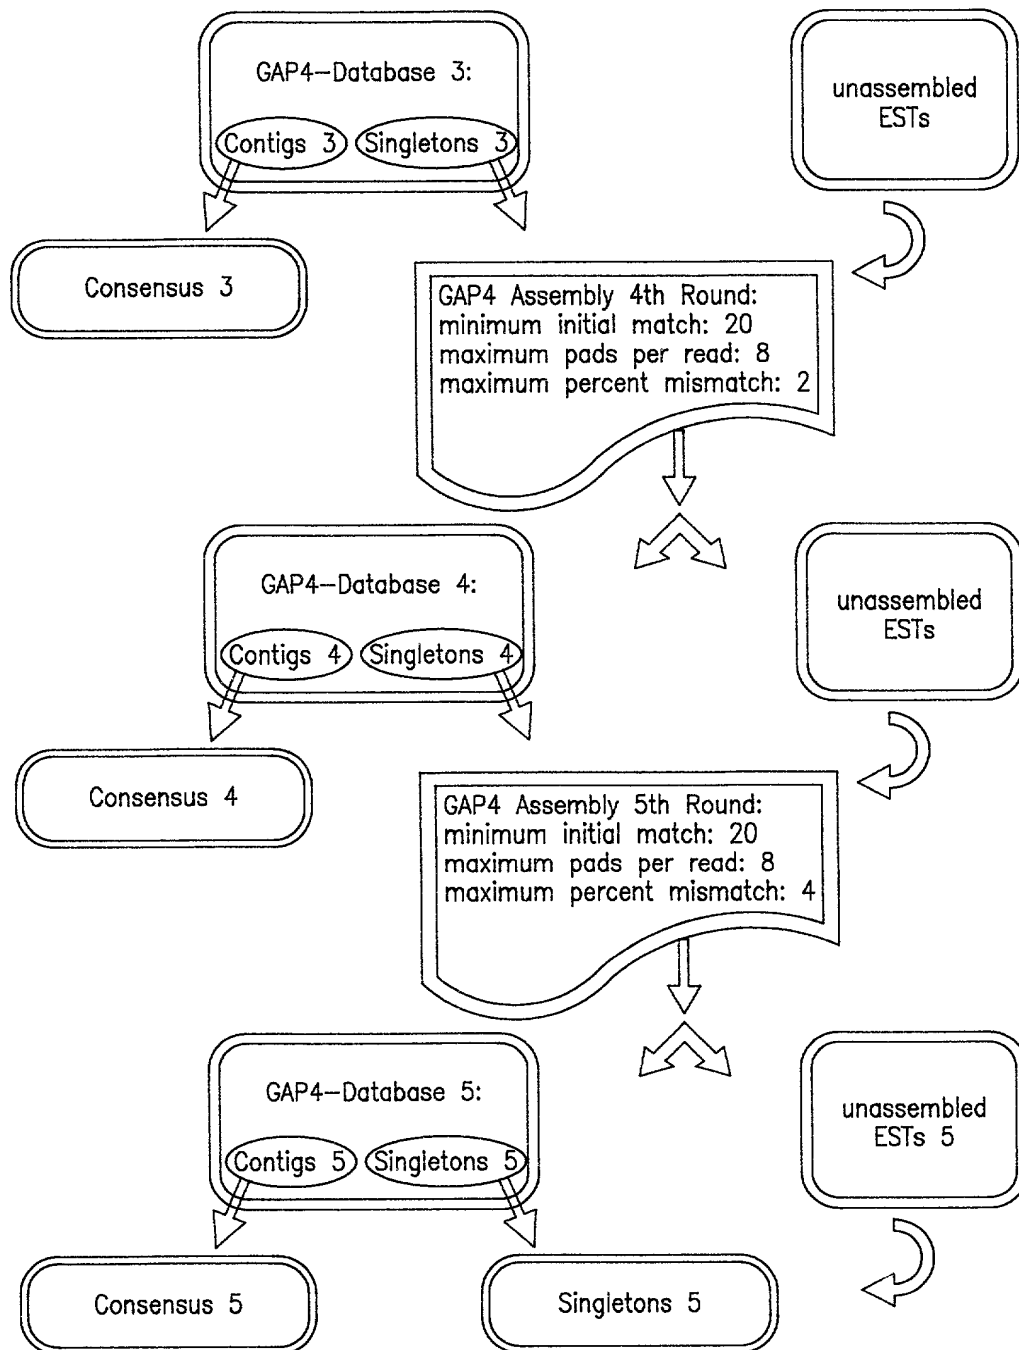 GAP4-Database 3:
Contigs 3
Singletons 3
unassembled
ESTs
Consensus 3
GAP4 Assembly 4th Round:
minimum initial match: 20
maximum pads per read: 8
maximum percent mismatch: 2
GAP4-Database 4:
Contigs 4
Singletons 4
unassembled
ESTs
Consensus 4
GAP4 Assembly 5th Round:
minimum initial match: 20
maximum pads per read: 8
maximum percent mismatch: 4
GAP4-Database 5:
Contigs 5
Singletons 5
unassembled
ESTs 5
Consensus 5
Singletons 5